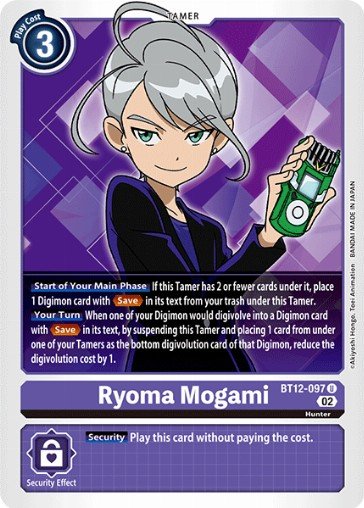 TAMER
Play Cost
3
Start of Your Main Phase If this Tamer has 2 or fewer cards under it, place
1 Digimon card with Save in its text from your trash under this Tamer.
Your Turn When one of your Digimon would digivolve into a Digimon card
with Save in its text, by suspending this Tamer and placing 1 card from under
one of your Tamers as the bottom digivolution card of that Digimon, reduce the
digivolution cost by 1.
©Akiyoshi Hongo, Toei Animation BANDAI MADE IN JAPAN
Ryoma Mogami
BT12-097 U
02
Hunter
Security Play this card without paying the cost.
Security Effect